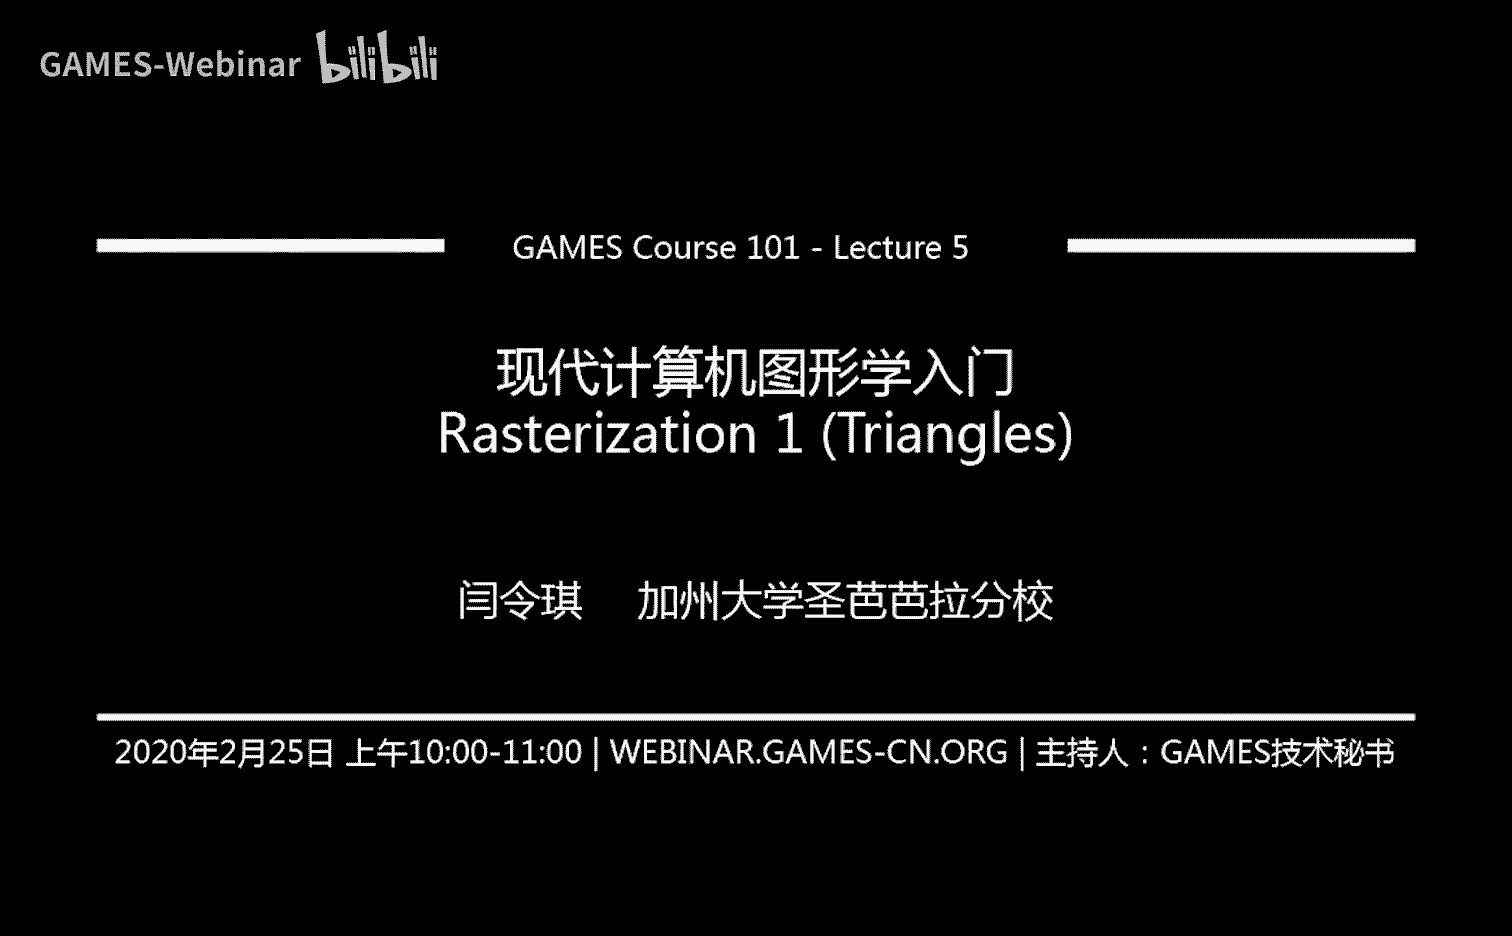 GAMES-Webinar bilibili
GAMES Course 101 - Lecture 5
现代计算机图形学入门
Rasterization 1 (Triangles)
闫令琪 加州大学圣芭芭拉分校
2020年2月25日 上午10:00-11:00 | WEBINAR.GAMES-CN.ORG | 主持人：GAMES技术秘书